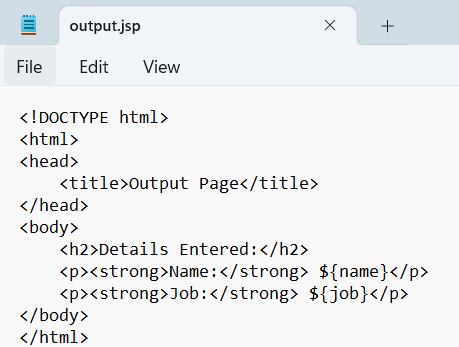 output.jsp
File Edit View
<!DOCTYPE html>
<html>
<head>
    <title>Output Page</title>
</head>
<body>
    <h2>Details Entered:</h2>
    <p><strong>Name:</strong> ${name}</p>
    <p><strong>Job:</strong> ${job}</p>
</body>
</html>